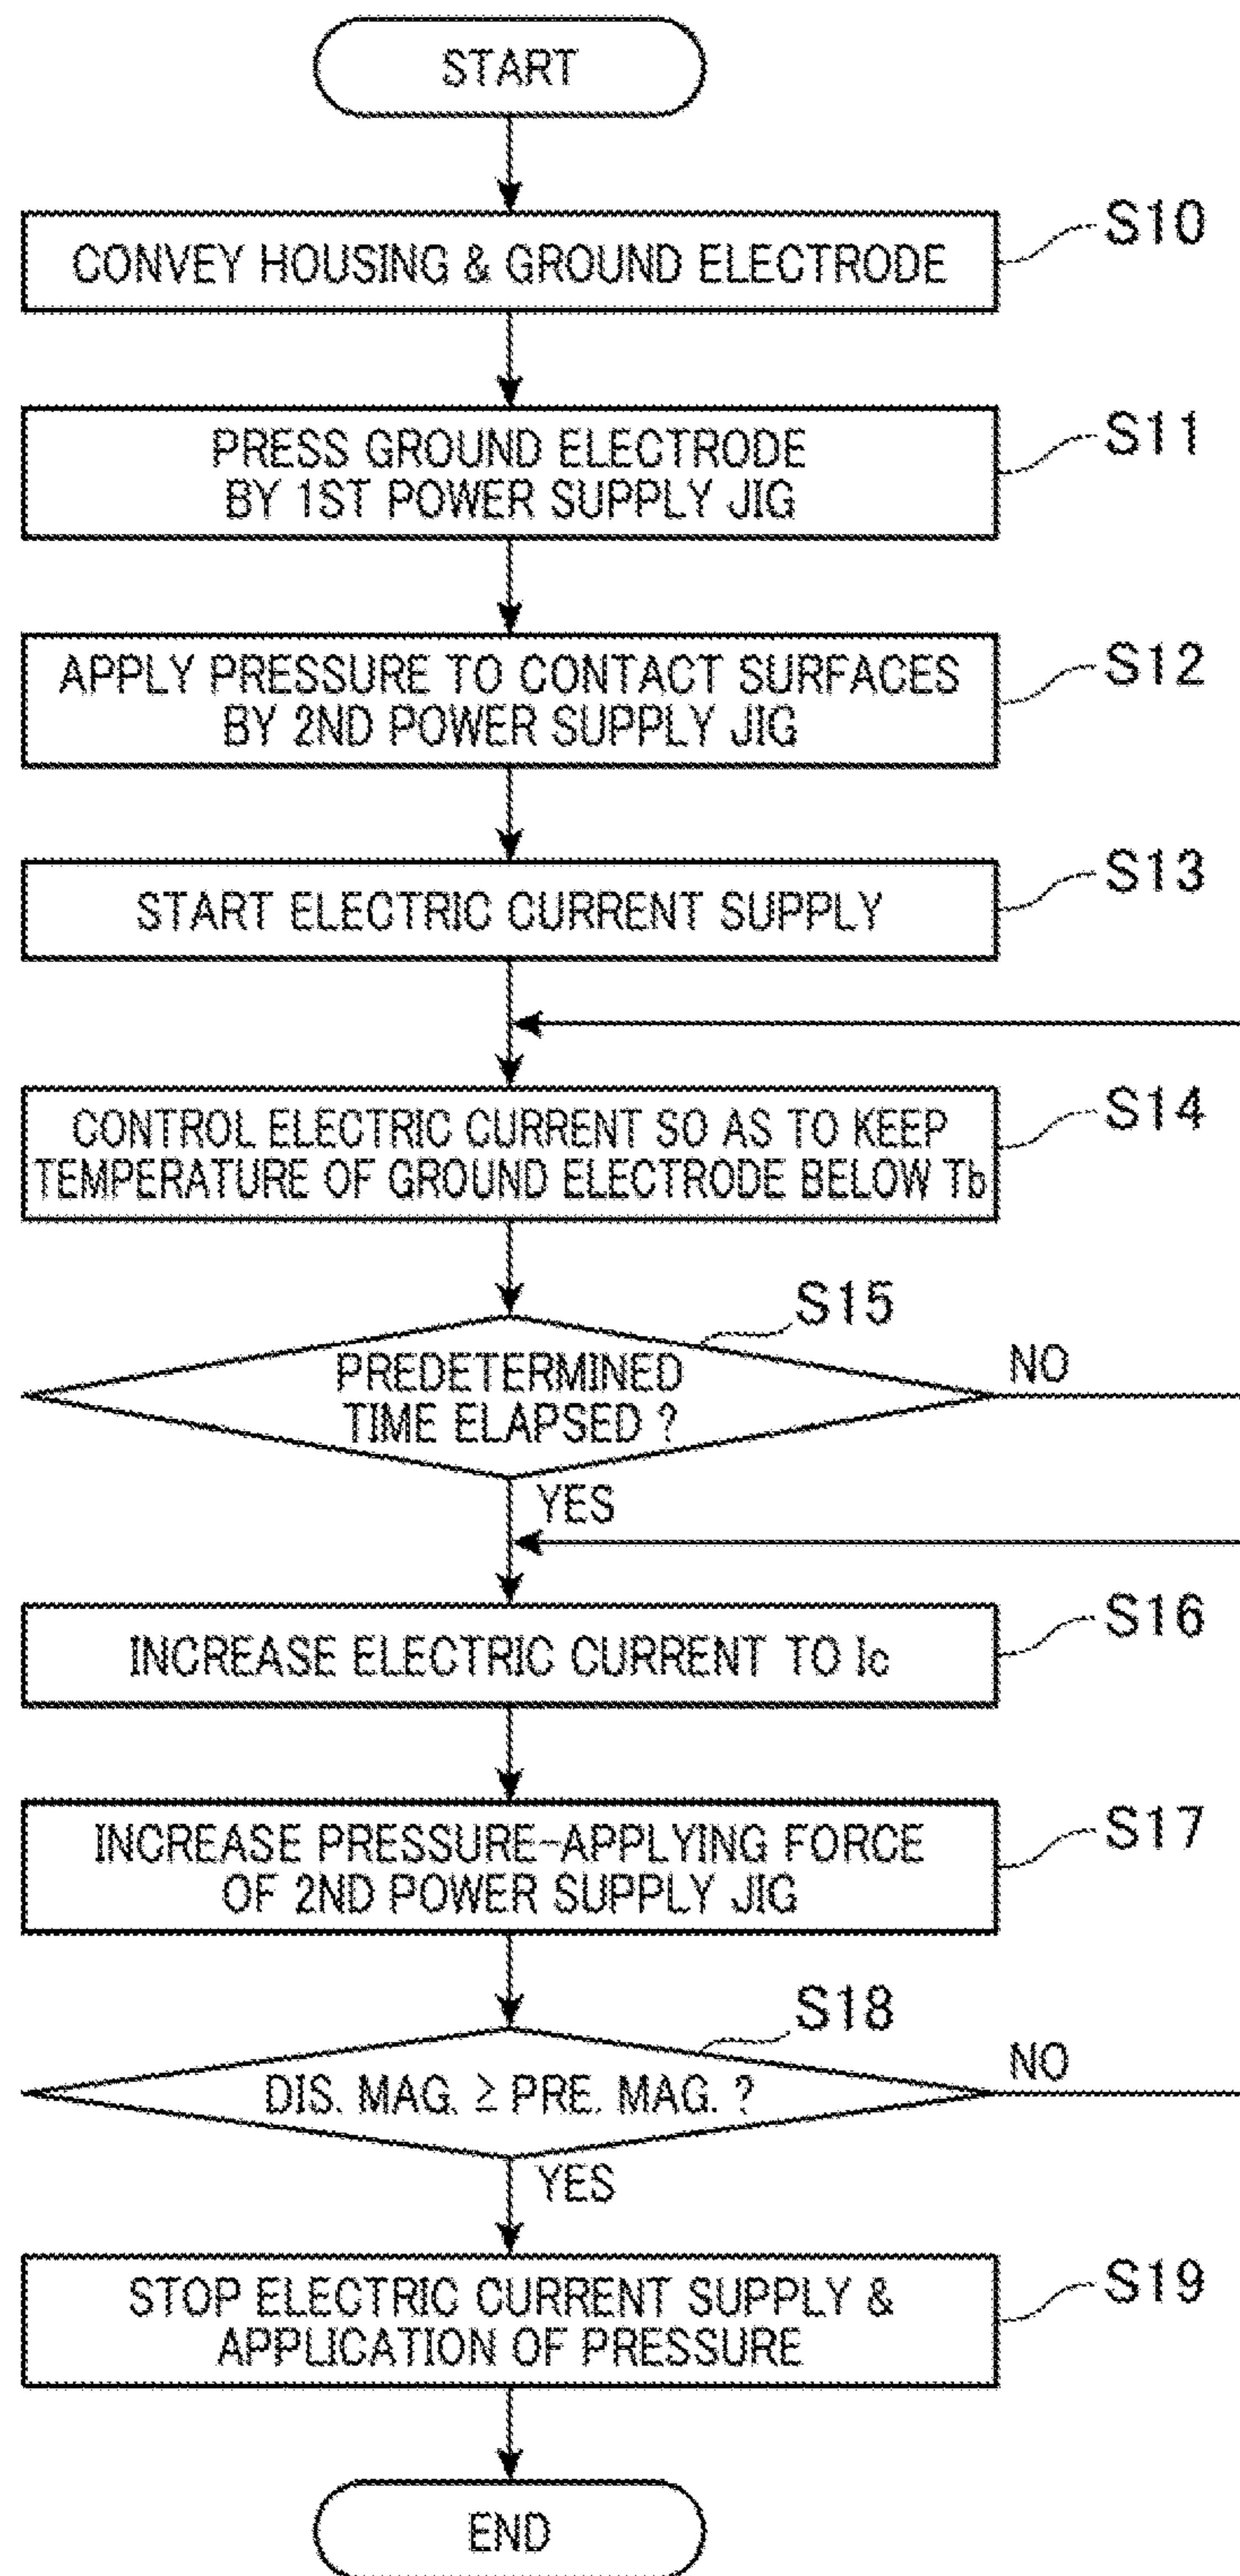 START
S10
CONVEY HOUSING & GROUND ELECTRODE
S11
PRESS GROUND ELECTRODE
BY 1ST POWER SUPPLY JIG
S12
APPLY PRESSURE TO CONTACT SURFACES
BY 2ND POWER SUPPLY JIG
S13
START ELECTRIC CURRENT SUPPLY
S14
CONTROL ELECTRIC CURRENT SO AS TO KEEP
TEMPERATURE OF GROUND ELECTRODE BELOW Tb
S15
PREDETERMINED
TIME ELAPSED ?
NO
YES
S16
INCREASE ELECTRIC CURRENT TO Ic
S17
INCREASE PRESSURE-APPLYING FORCE
OF 2ND POWER SUPPLY JIG
S18
DIS. MAG. ≥ PRE. MAG. ?
NO
YES
S19
STOP ELECTRIC CURRENT SUPPLY &
APPLICATION OF PRESSURE
END